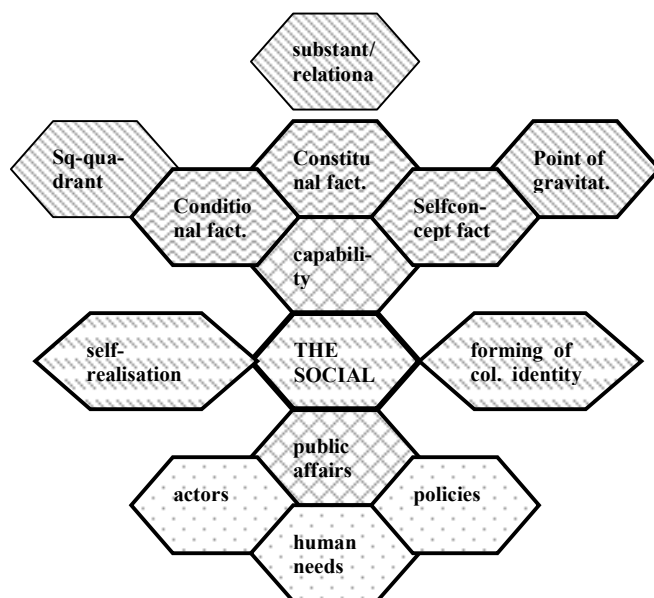 substant/
relationa
Sq-qua-
drant
Constitu
nal fact.
Point of
gravitat.
Conditio
nal fact.
Selfcon-
cept fact
capabili-
ty
self-
realisation
THE
SOCIAL
forming of
col. identity
public
affairs
actors
policies
human
needs